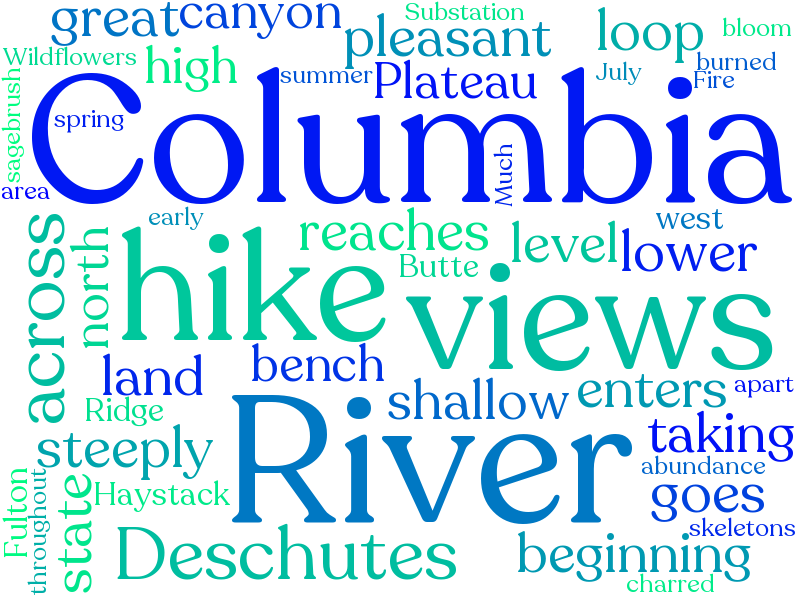 great
canyon
Substation
pleasant
loop
bloom
Wildflowers
high
summer
Plateau
July
burned
Fire
sagebrush
Columbia
spring
Much
area
early
west
across
north
hike
reaches
level
lower
Butte
views
land
bench
shallow
enters
apart
Ridge
River
taking
steeply
abundance
Fulton
throughout
state
Haystack
goes
skeletons
Deschutes
beginning
charred